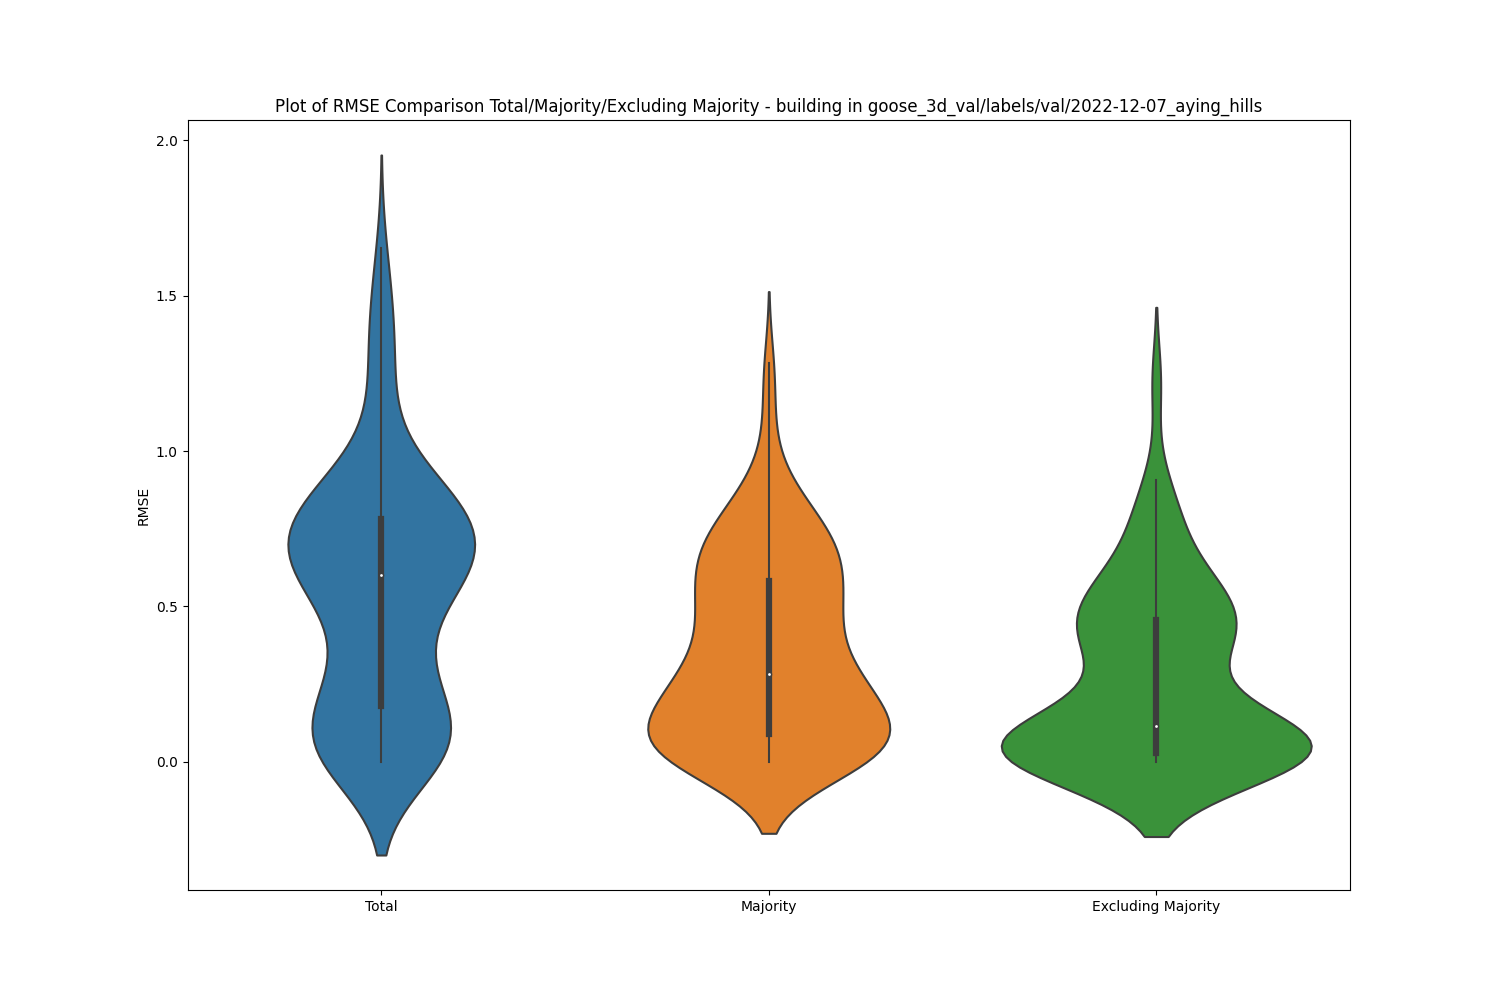 Plot of RMSE Comparison Total/Majority/Excluding Majority - building in goose_3d_val/labels/val/2022-12-07_aying_hills
2.0
1.5
1.0
0.5
0.0
RMSE
Total
Majority
Excluding Majority